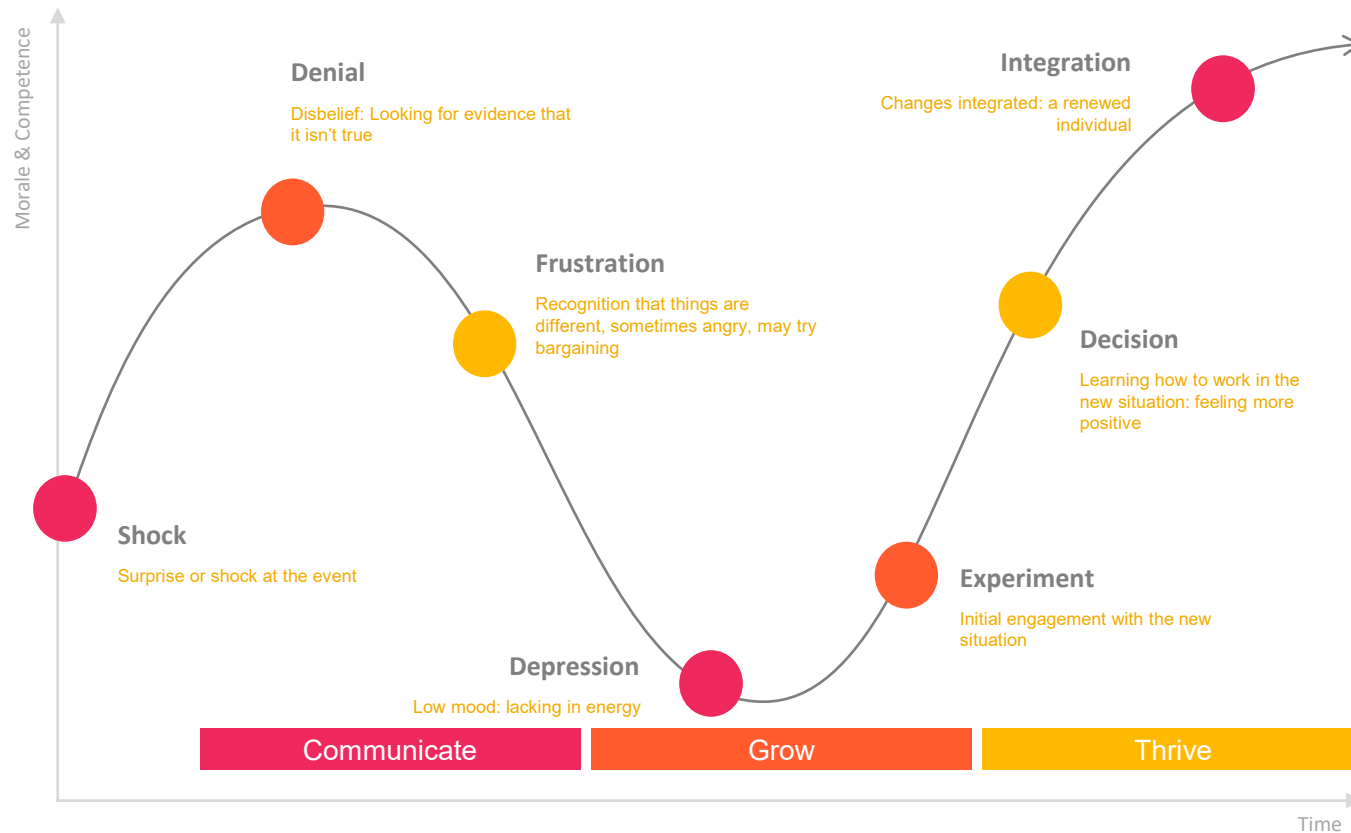 Morale & Competence
Denial
Disbelief: Looking for evidence that
it isn't true
Integration
Changes integrated: a renewed
individual
Frustration
Recognition that things are
different, sometimes angry, may try
bargaining
Decision
Learning how to work in the
new situation: feeling more
positive
Shock
Surprise or shock at the event
Experiment
Initial engagement with the new
situation
Depression
Low mood: lacking in energy
Communicate
Grow
Thrive
Time